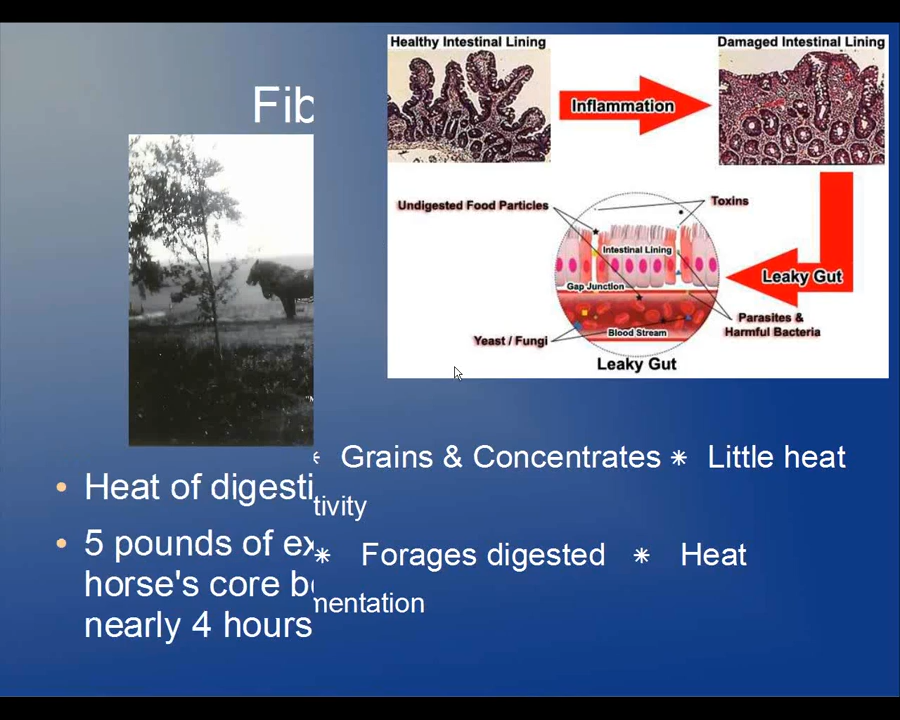 Healthy Intestinal Lining
Damaged Intestinal Lining
Inflammation
Undigested Food Particles
Toxins
Intestinal Lining
Gap Junction
Leaky Gut
Parasites &
Harmful Bacteria
Yeast / Fungi
Blood Stream
Leaky Gut
Fib
Grains & Concentrates * Little heat
tivity
* Forages digested * Heat
mentation
• Heat of digesti
• 5 pounds of ex
horse's core b
nearly 4 hours